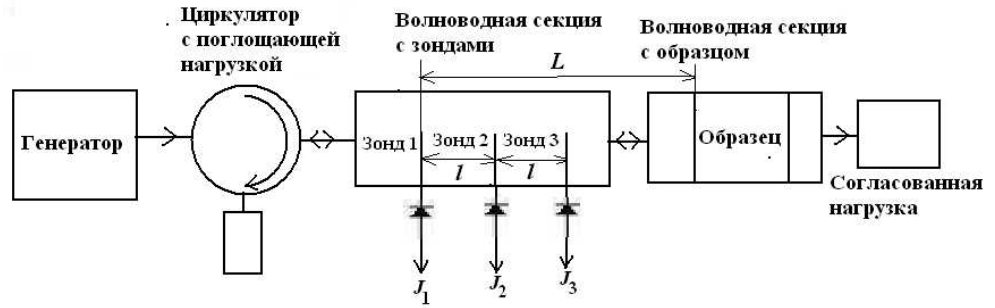 Циркулятор
с поглощающей
нагрузкой
Волноводная секция
с зондами
Волноводная секция
с образцом
L
Генератор
Зонд 1
Зонд 2
Зонд 3
l
l
Образец
Согласованная
нагрузка
J1
J2
J3